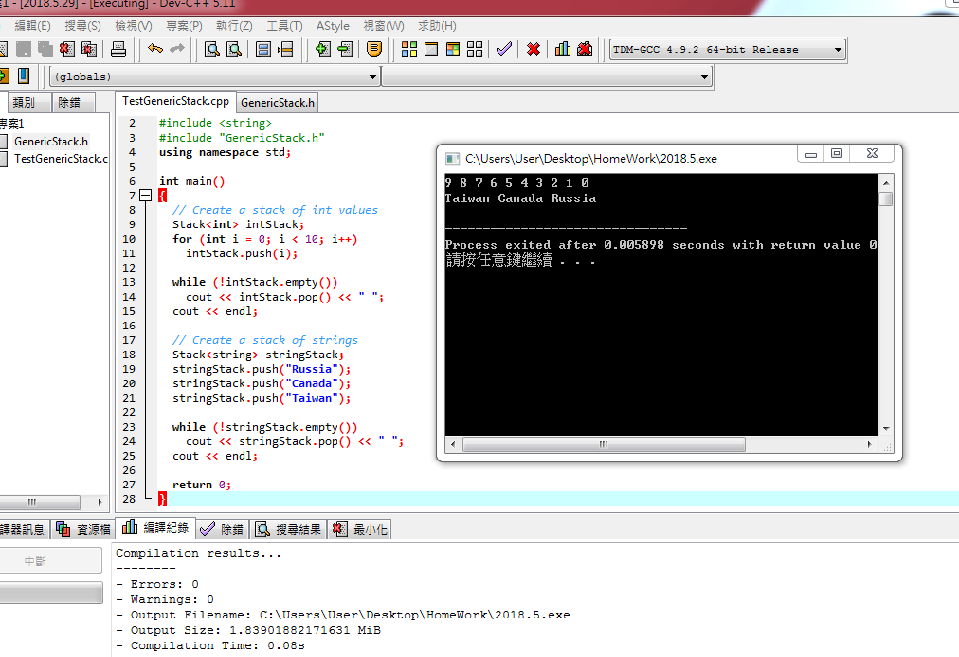 案1 - [2018.5.29] - [Executing] - Dev-C++ 5.11
編輯(E) 搜尋(S) 檢視(V) 專案(P) 執行(Z) 工具(T) AStyle 視窗(W) 求助(H)
TDM-GCC 4.9.2 64-bit Release
(globals)
類別 除錯
TestGenericStack.cpp GenericStack.h
專案1
GenericStack.h
TestGenericStack.c
2 #include <string>
3 #include "GenericStack.h"
4 using namespace std;
5
6 int main()
7 {
8 // Create a stack of int values
9 Stack<int> intStack;
10 for (int i = 0; i < 10; i++)
11 intStack.push(i);
12
13 while (!intStack.empty())
14 cout << intStack.pop() << " ";
15 cout << endl;
16
17 // Create a stack of strings
18 Stack<string> stringStack;
19 stringStack.push("Russia");
20 stringStack.push("Canada");
21 stringStack.push("Taiwan");
22
23 while (!stringStack.empty())
24 cout << stringStack.pop() << " ";
25 cout << endl;
26
27 return 0;
28 }
C:\Users\User\Desktop\HomeWork\2018.5.exe
9 8 7 6 5 4 3 2 1 0
Taiwan Canada Russia
--------------------------------
Process exited after 0.005898 seconds with return value 0
請按任意鍵繼續 . . .
譯器訊息 資源檔 編譯紀錄 除錯 搜尋結果 最小化
中斷
Compilation results...
--------
- Errors: 0
- Warnings: 0
- Output Filename: C:\Users\User\Desktop\HomeWork\2018.5.exe
- Output Size: 1.83901882171631 MiB
- Compilation Time: 0.08s